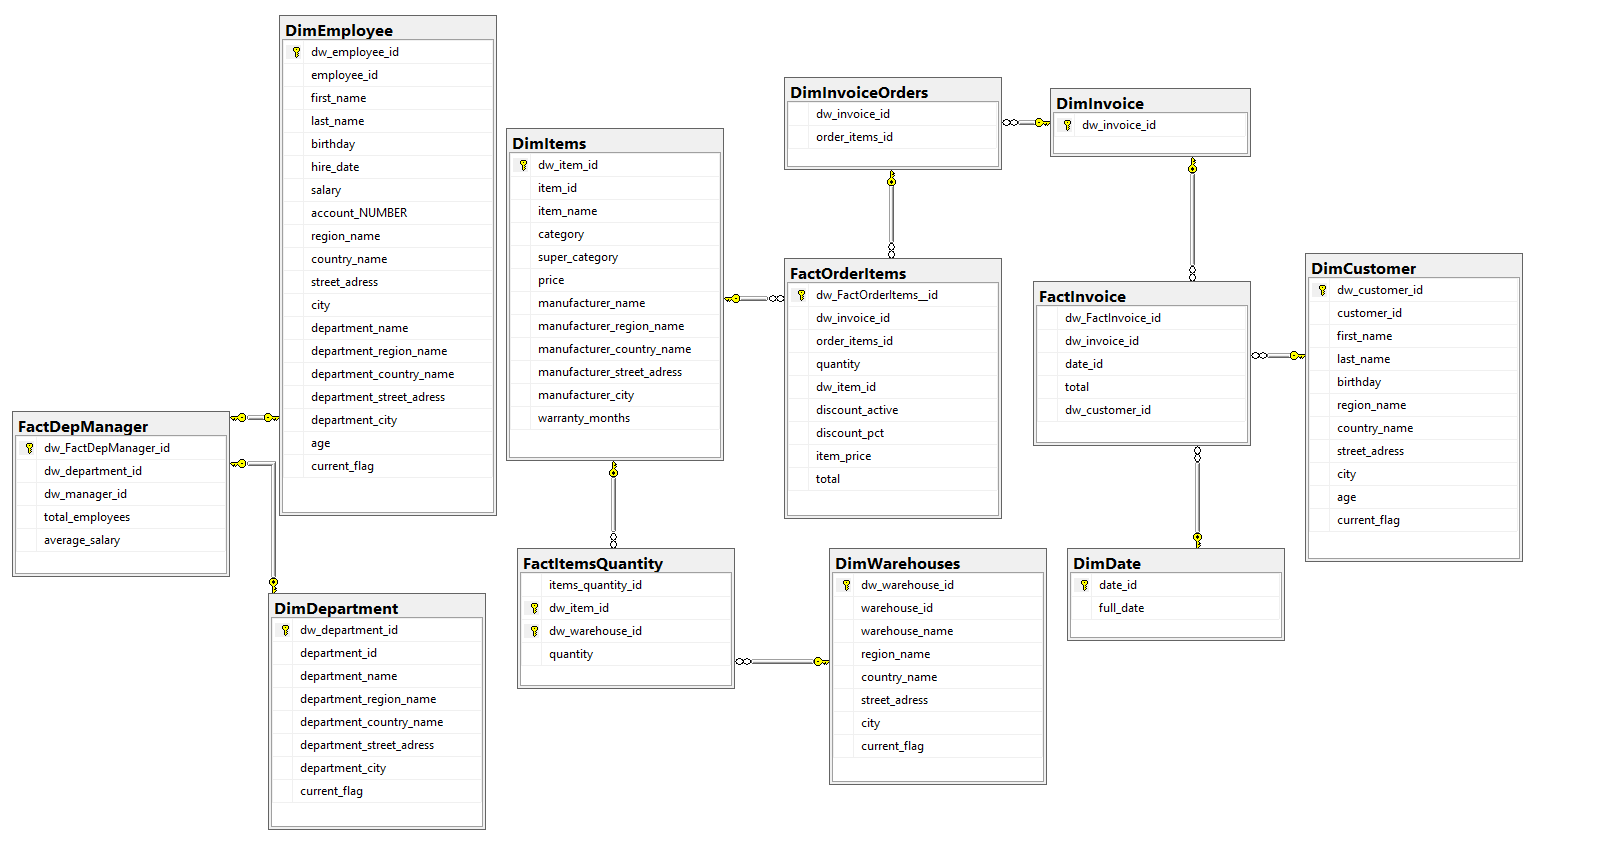 DimEmployee
dw_employee_id
employee_id
first_name
last_name
birthday
hire_date
salary
account_NUMBER
region_name
country_name
street_adress
city
department_name
department_region_name
department_country_name
department_street_adress
department_city
age
current_flag
DimItems
dw_item_id
item_id
item_name
category
super_category
price
manufacturer_name
manufacturer_region_name
manufacturer_country_name
manufacturer_street_adress
manufacturer_city
warranty_months
DimInvoiceOrders
dw_invoice_id
order_items_id
DimInvoice
dw_invoice_id
FactOrderItems
dw_FactOrderItems__id
dw_invoice_id
order_items_id
quantity
dw_item_id
discount_active
discount_pct
item_price
total
FactInvoice
dw_FactInvoice_id
dw_invoice_id
date_id
total
dw_customer_id
DimCustomer
dw_customer_id
customer_id
first_name
last_name
birthday
region_name
country_name
street_adress
city
age
current_flag
FactDepManager
dw_FactDepManager_id
dw_department_id
dw_manager_id
total_employees
average_salary
DimDepartment
dw_department_id
department_id
department_name
department_region_name
department_country_name
department_street_adress
department_city
current_flag
FactItemsQuantity
items_quantity_id
dw_item_id
dw_warehouse_id
quantity
DimWarehouses
dw_warehouse_id
warehouse_id
warehouse_name
region_name
country_name
street_adress
city
current_flag
DimDate
date_id
full_date